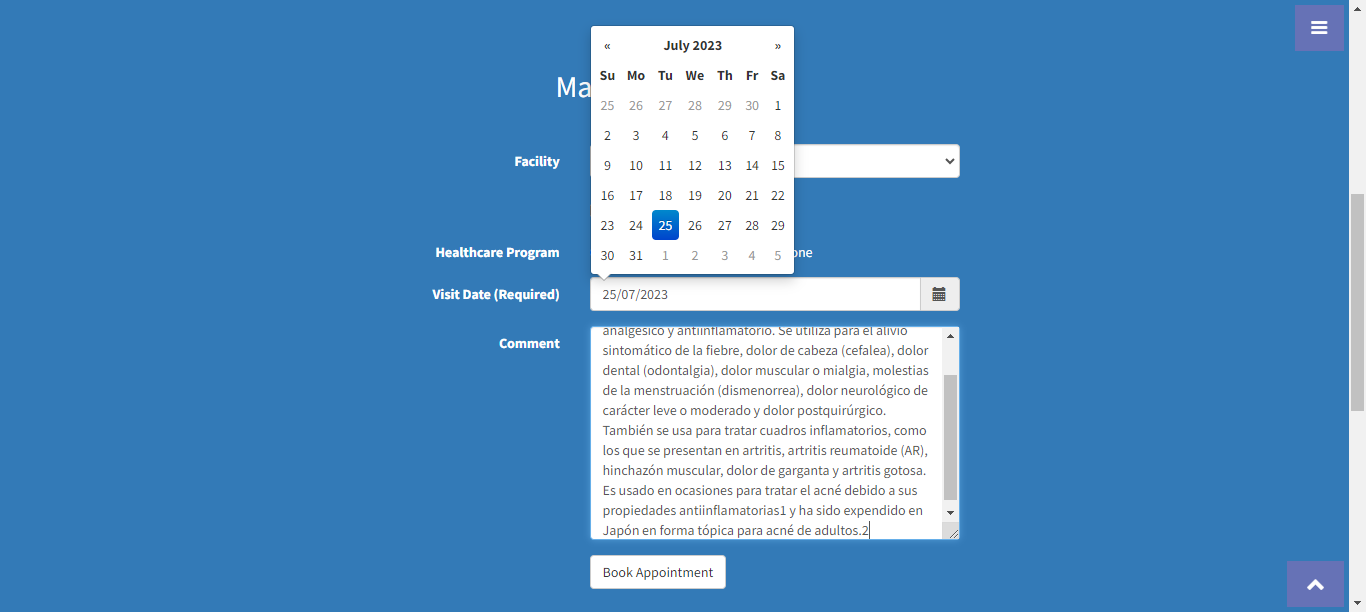 « July 2023 »
Su Mo Tu We Th Fr Sa
25 26 27 28 29 30 1
Ma
2 3 4 5 6 7 8
Facility
9 10 11 12 13 14 15
16 17 18 19 20 21 22
23 24 25 26 27 28 29
Healthcare Program
30 31 1 2 3 4 5
one
Visit Date (Required)
25/07/2023
Comment
analgésico y antiinflamatorio. Se utiliza para el alivio
sintomático de la fiebre, dolor de cabeza (cefalea), dolor
dental (odontalgia), dolor muscular o mialgia, molestias
de la menstruación (dismenorrea), dolor neurológico de
carácter leve o moderado y dolor postquirúrgico.
También se usa para tratar cuadros inflamatorios, como
los que se presentan en artritis, artritis reumatoide (AR),
hinchazón muscular, dolor de garganta y artritis gotosa.
Es usado en ocasiones para tratar el acné debido a sus
propiedades antiinflamatorias1 y ha sido expendido en
Japón en forma tópica para acné de adultos.2
Book Appointment